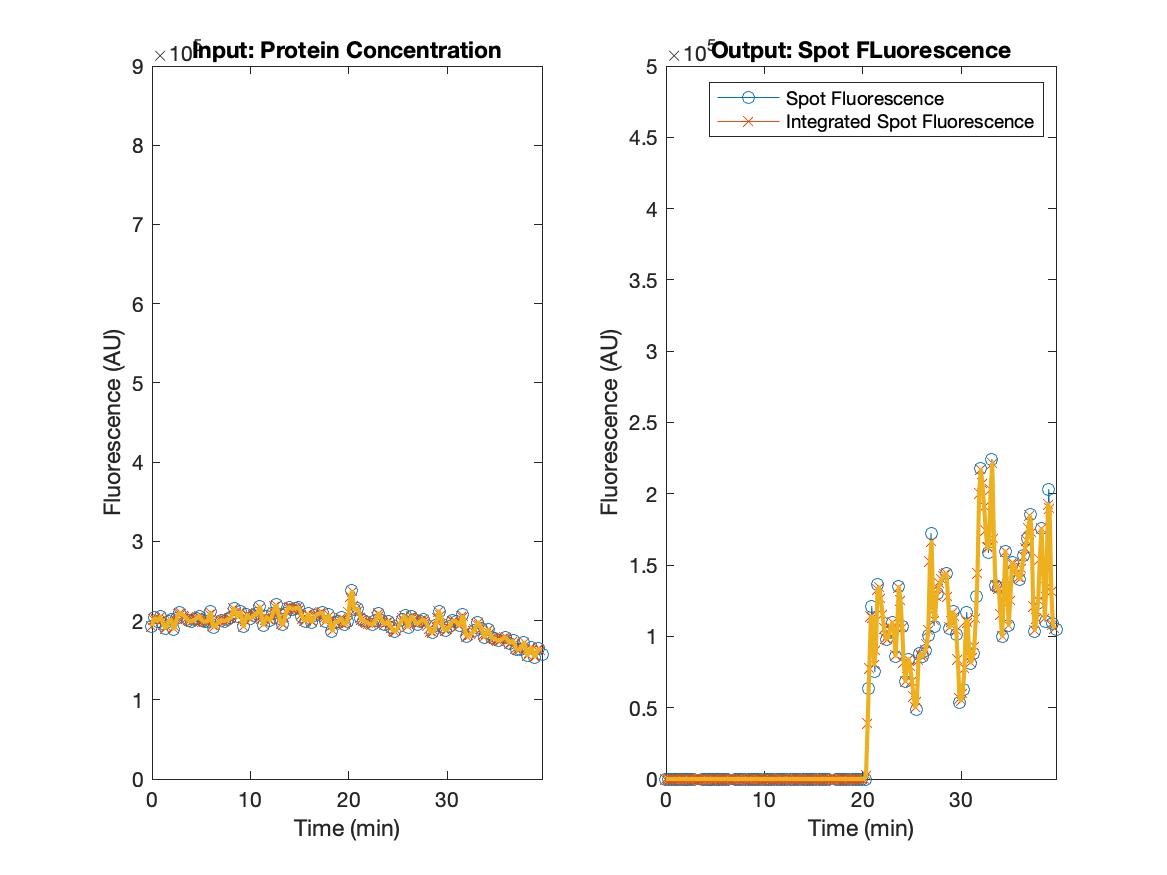 ×10⁵ Input: Protein Concentration
9
8
7
6
5
4
3
2
1
0
Fluorescence (AU)
0 10 20 30
Time (min)
×10⁵ Output: Spot FLuorescence
Spot Fluorescence
Integrated Spot Fluorescence
5
4.5
4
3.5
3
2.5
2
1.5
1
0.5
0
Fluorescence (AU)
0 10 20 30
Time (min)